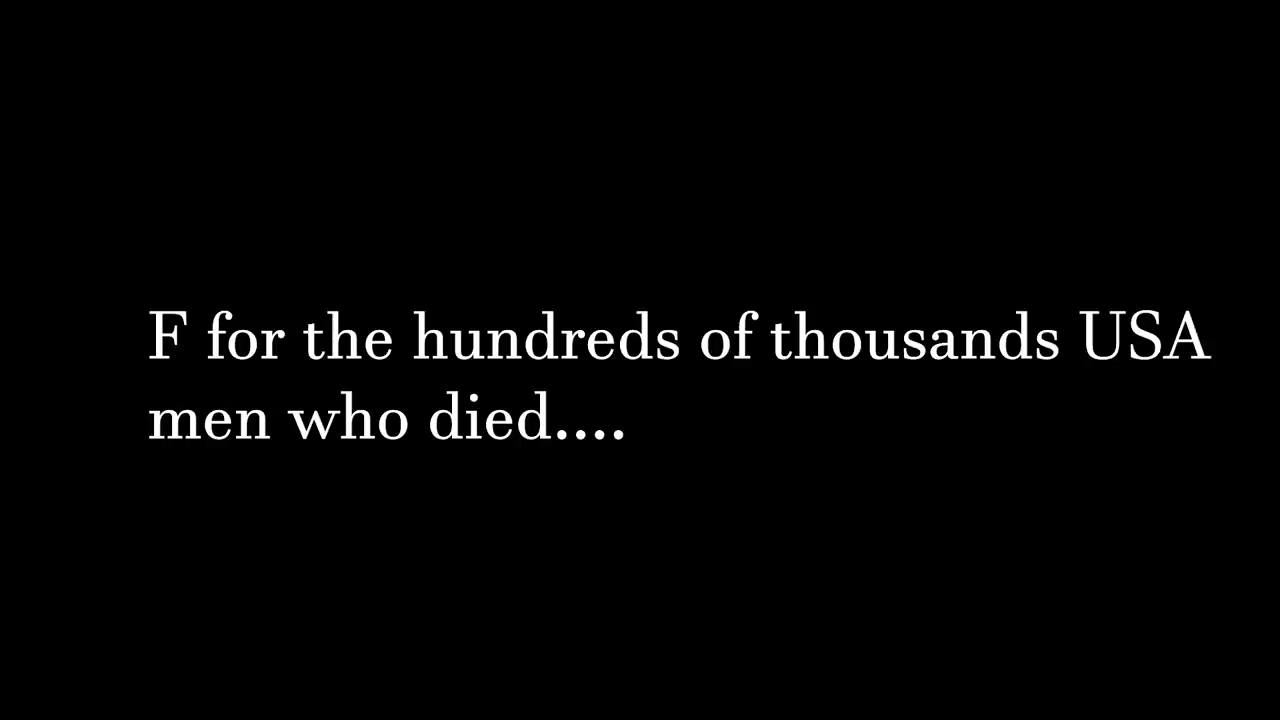 F for the hundreds of thousands USA
men who died....